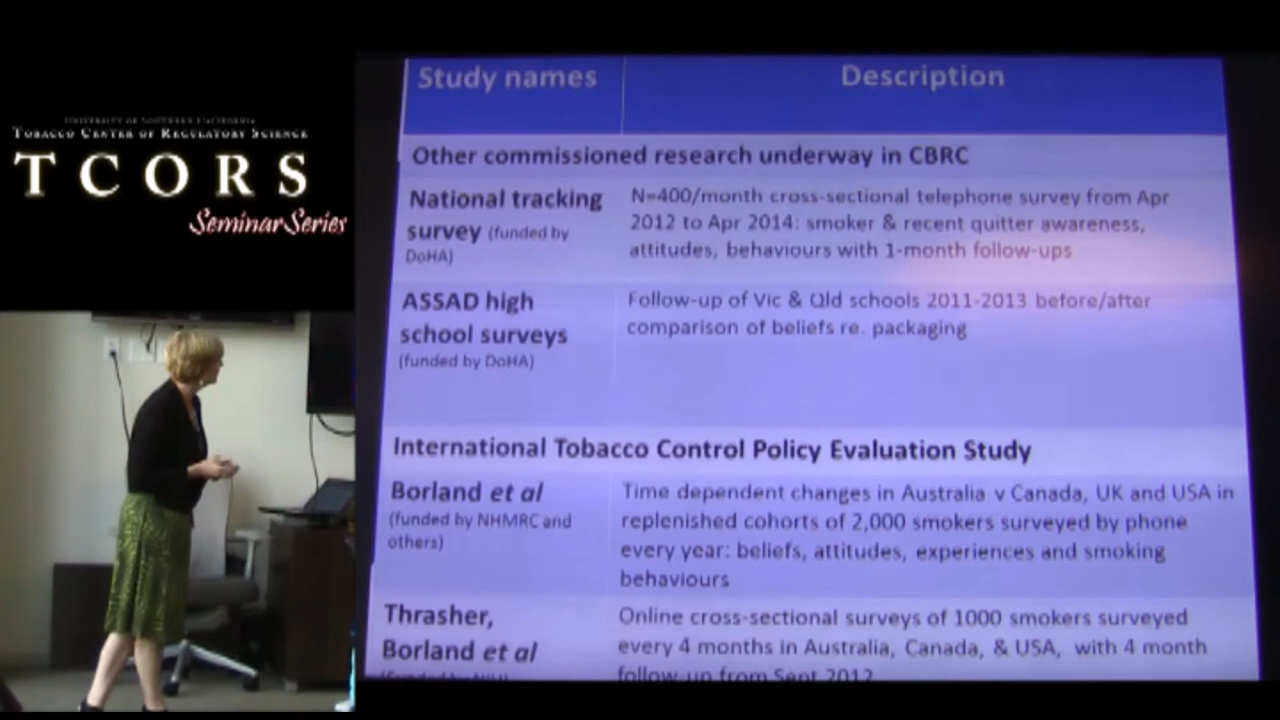 UNIVERSITY OF SOUTHERN CALIFORNIA
TOBACCO CENTER OF REGULATORY SCIENCE
TCORS
Seminar Series
Study names
Description
Other commissioned research underway in CBRC
National tracking
survey (funded by
DoHA)
N=400/month cross-sectional telephone survey from Apr
2012 to Apr 2014: smoker & recent quitter awareness,
attitudes, behaviours with 1-month follow-ups
ASSAD high
school surveys
(funded by DoHA)
Follow-up of Vic & Qld schools 2011-2013 before/after
comparison of beliefs re. packaging
International Tobacco Control Policy Evaluation Study
Borland et al
(funded by NHMRC and
others)
Time dependent changes in Australia v Canada, UK and USA in
replenished cohorts of 2,000 smokers surveyed by phone
every year: beliefs, attitudes, experiences and smoking
behaviours
Thrasher,
Borland et al
Online cross-sectional surveys of 1000 smokers surveyed
every 4 months in Australia, Canada, & USA, with 4 month
follow-up from Sept 2012